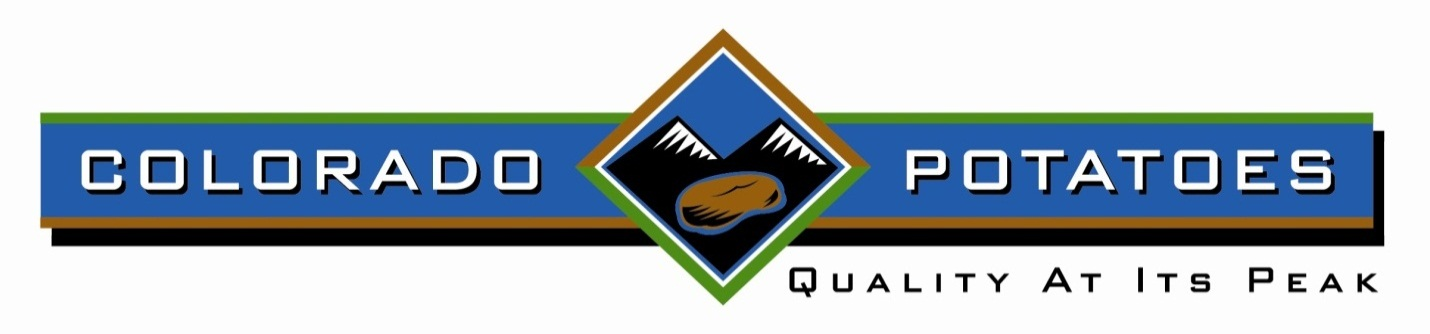 COLORADO POTATOES
QUALITY AT ITS PEAK